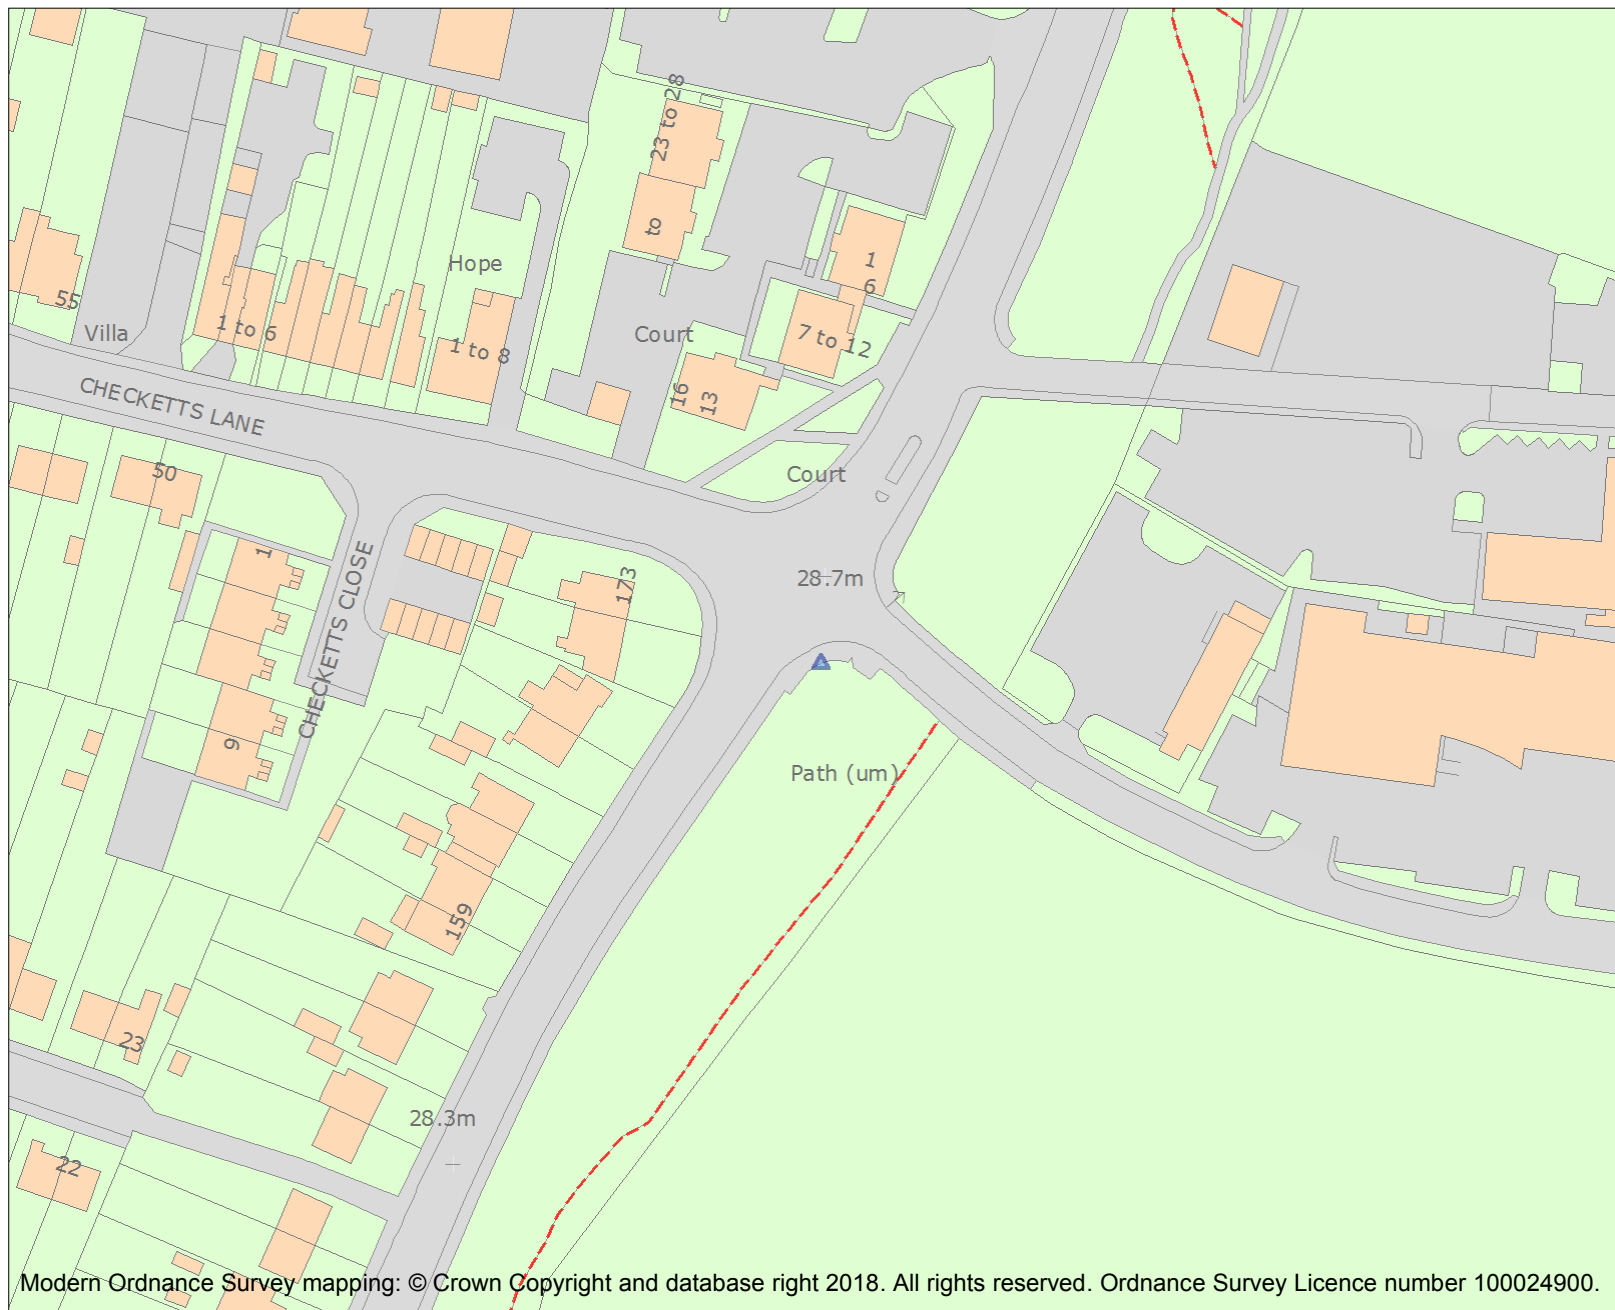 23 to 28
to
Hope
1
6
55
Villa
1 to 6
1 to 8
Court
7 to 12
16
13
CHECKETTS LANE
50
Court
1
CHECKETTS CLOSE
173
28.7m
9
Path (um)
159
23
28.3m
22
Modern Ordnance Survey mapping: © Crown Copyright and database right 2018. All rights reserved. Ordnance Survey Licence number 100024900.